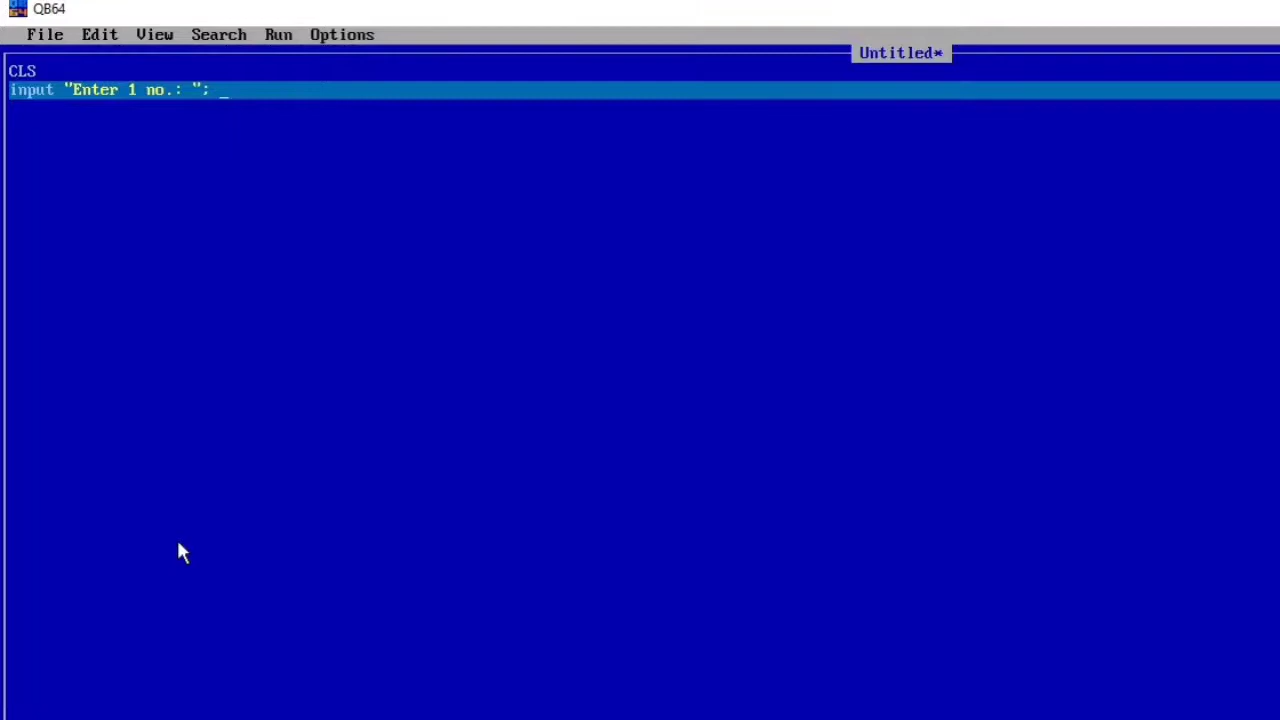 QB64
File Edit View Search Run Options
Untitled*
CLS
input "Enter 1 no.: "; _